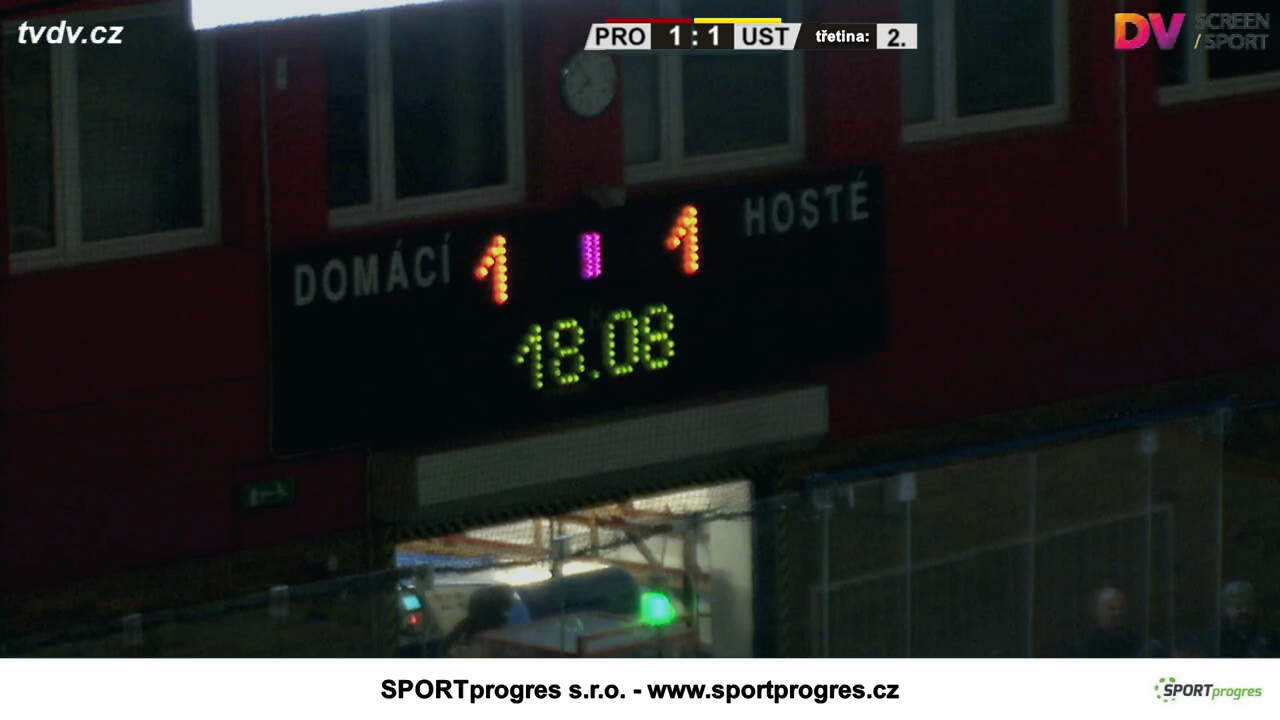 tvdv.cz
PRO 1 : 1 UST třetina: 2.
DV SCREEN / SPORT
DOMÁCÍ 1 1 HOSTÉ
18.08
SPORTprogres s.r.o. - www.sportprogres.cz
SPORTprogres